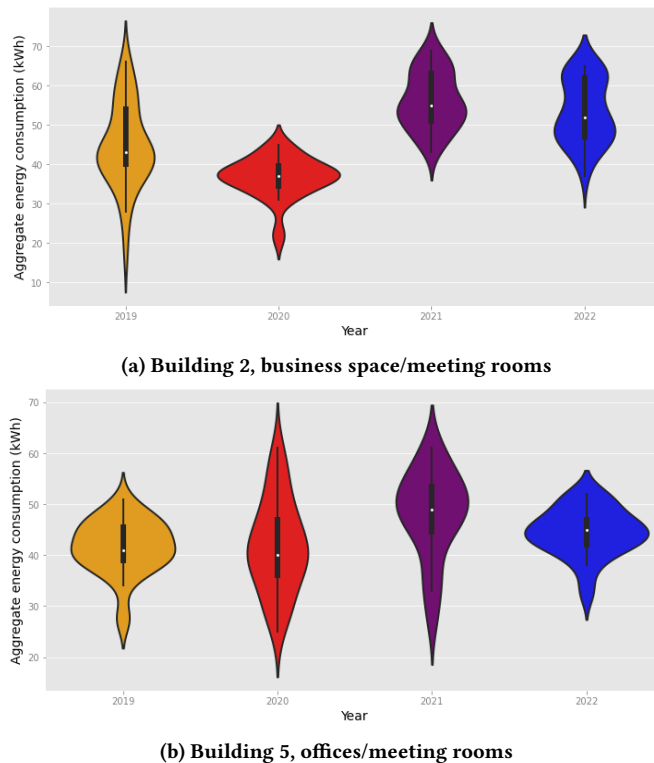 Aggregate energy consumption (kWh)
70
60
50
40
30
20
10
2019 2020 2021 2022
Year
(a) Building 2, business space/meeting rooms
Aggregate energy consumption (kWh)
70
60
50
40
30
20
2019 2020 2021 2022
Year
(b) Building 5, offices/meeting rooms